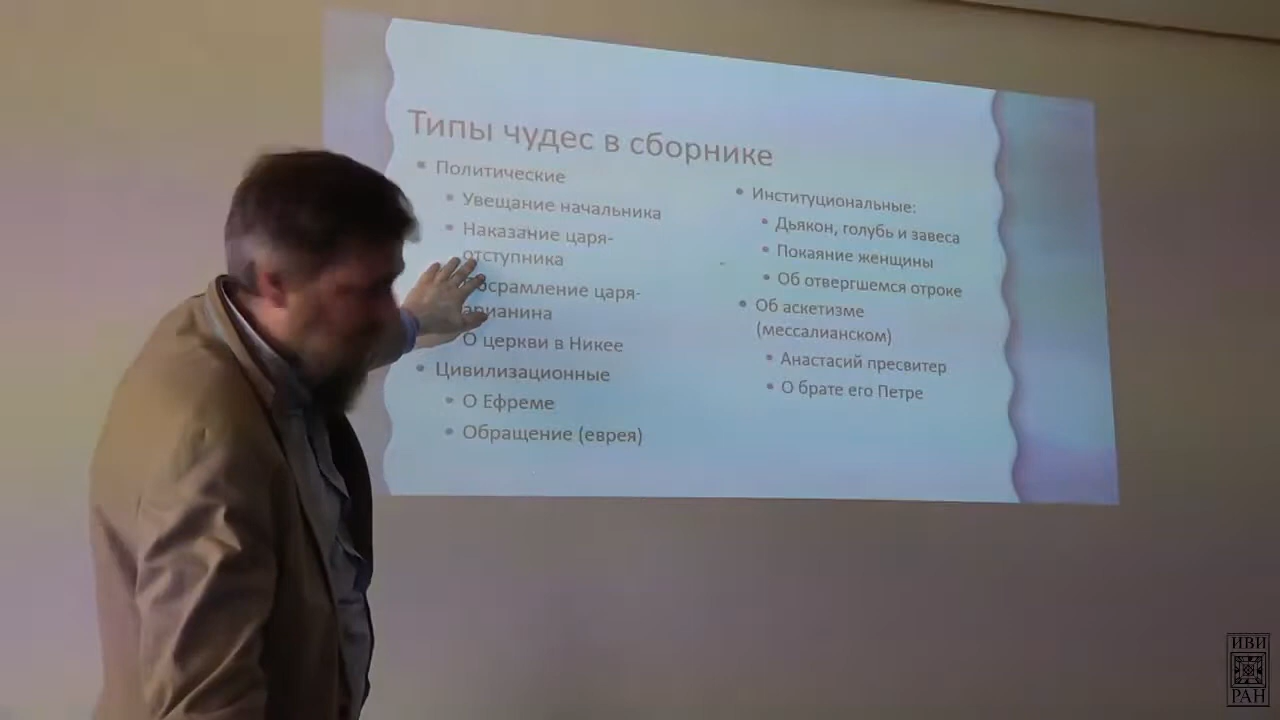 Типы чудес в сборнике
Политические
Увещание начальника
Наказание царя-
отступника
Посрамление царя-
арианина
О церкви в Никее
Цивилизационные
О Ефреме
Обращение (еврея)
Институциональные:
Дьякон, голубь и завеса
Покаяние женщины
Об отвергшемся отроке
Об аскетизме
(мессалианском)
Анастасий пресвитер
О брате его Петре
ИВИ
РАН